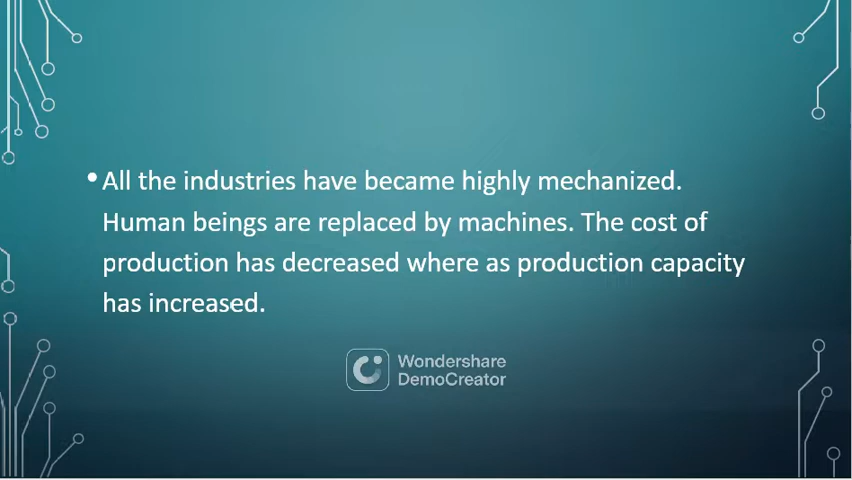 •All the industries have became highly mechanized.
Human beings are replaced by machines. The cost of
production has decreased where as production capacity
has increased.
Wondershare
DemoCreator